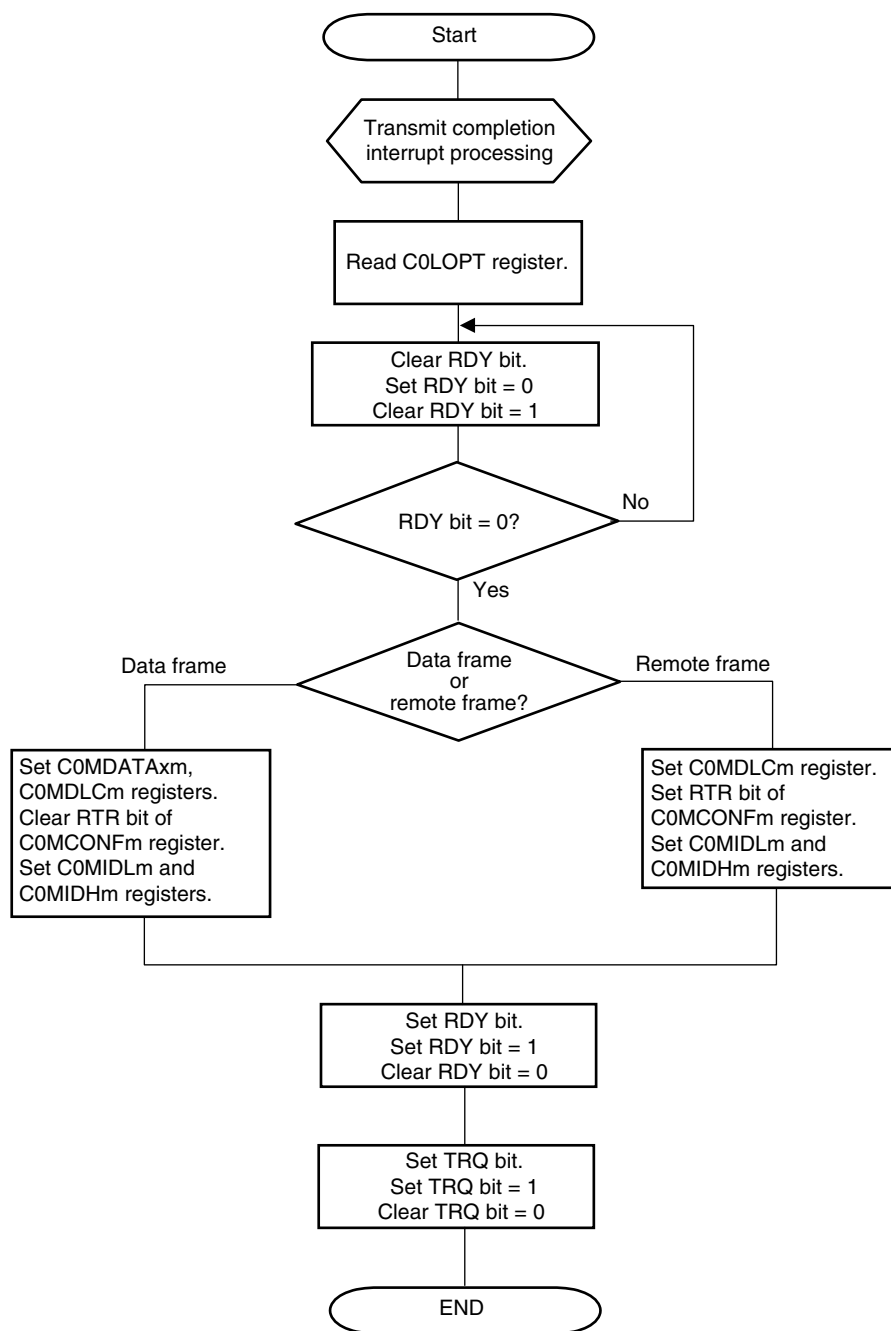 Start
Transmit completion
interrupt processing
Read C0LOPT register.
Clear RDY bit.
Set RDY bit = 0
Clear RDY bit = 1
RDY bit = 0?
No
Yes
Data frame
or
remote frame?
Data frame
Remote frame
Set C0MDATAxm,
C0MDLCm registers.
Clear RTR bit of
C0MCONFm register.
Set C0MIDLm and
C0MIDHm registers.
Set C0MDLCm register.
Set RTR bit of
C0MCONFm register.
Set C0MIDLm and
C0MIDHm registers.
Set RDY bit.
Set RDY bit = 1
Clear RDY bit = 0
Set TRQ bit.
Set TRQ bit = 1
Clear TRQ bit = 0
END